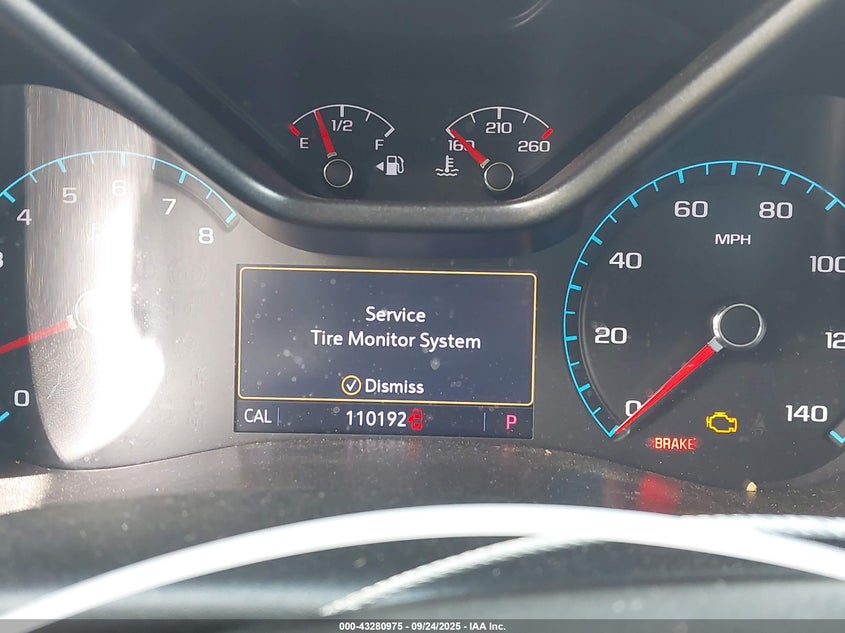 1/2
E F
210
160 260
4 5 6 7 8
0
60 80
MPH
40 100
20
0 140
Service
Tire Monitor System
Dismiss
CAL 110192 P
BRAKE
000-43280975 - 09/24/2025 - IAA Inc.